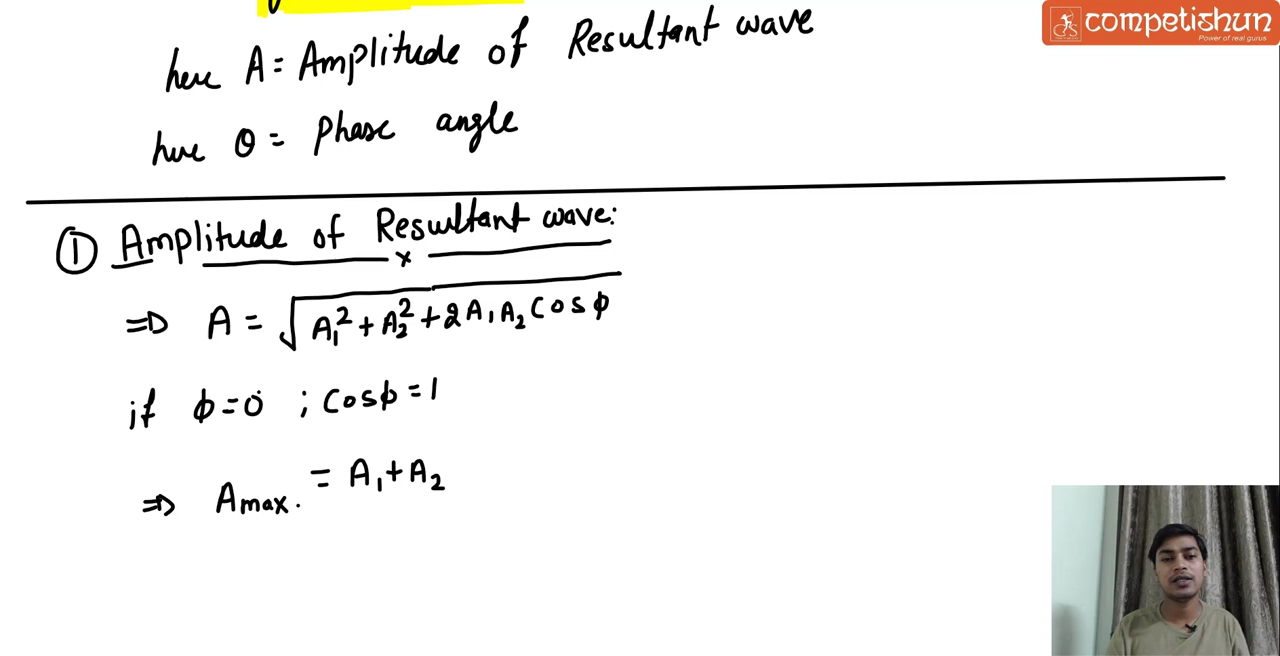 competishun
Power of real gurus
here A = Amplitude of Resultant wave
here θ = Phase angle
① Amplitude of Resultant wave:
⇒ A = √(A₁² + A₂² + 2A₁A₂ Cos φ)
if φ = 0 ; Cosφ = 1
⇒ Amax. = A₁ + A₂